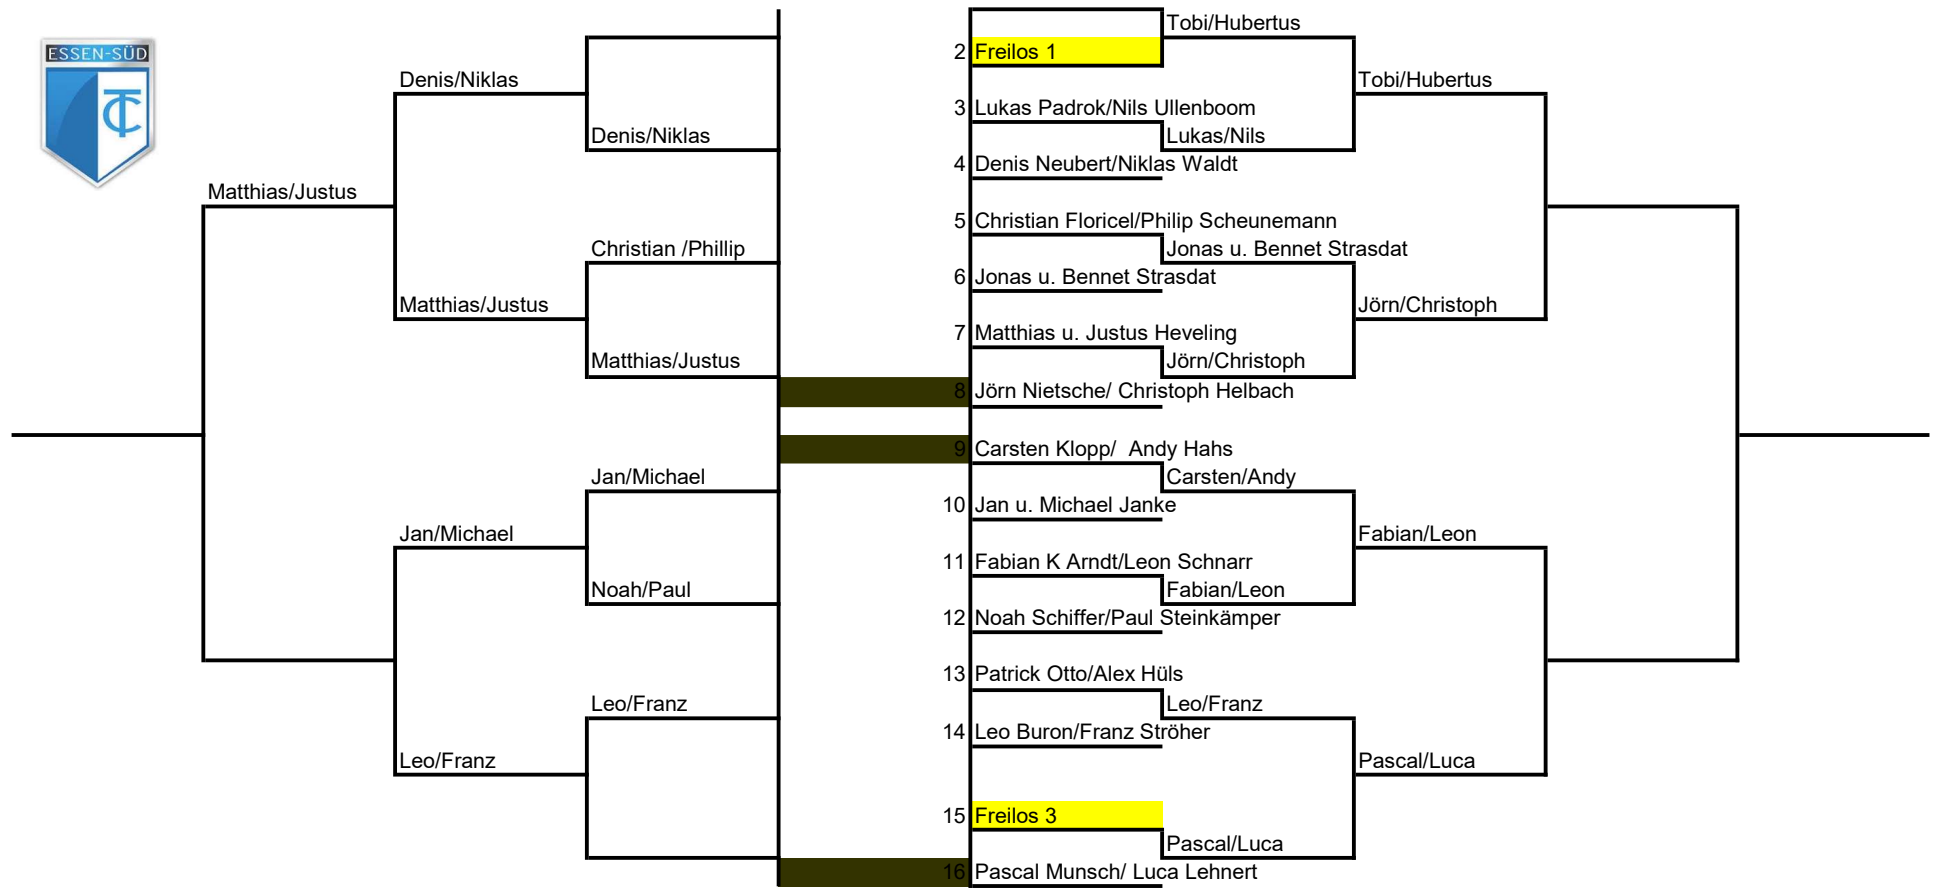 ESSEN-SÜD
TC
Tobi/Hubertus
2 Freilos 1
Denis/Niklas
Tobi/Hubertus
3 Lukas Padrok/Nils Ullenboom
Denis/Niklas
Lukas/Nils
4 Denis Neubert/Niklas Waldt
Matthias/Justus
5 Christian Floricel/Philip Scheunemann
Christian /Phillip
Jonas u. Bennet Strasdat
6 Jonas u. Bennet Strasdat
Matthias/Justus
Jörn/Christoph
7 Matthias u. Justus Heveling
Matthias/Justus
Jörn/Christoph
8 Jörn Nietsche/ Christoph Helbach
9 Carsten Klopp/ Andy Hahs
Jan/Michael
Carsten/Andy
10 Jan u. Michael Janke
Jan/Michael
Fabian/Leon
11 Fabian K Arndt/Leon Schnarr
Noah/Paul
Fabian/Leon
12 Noah Schiffer/Paul Steinkämper
13 Patrick Otto/Alex Hüls
Leo/Franz
Leo/Franz
14 Leo Buron/Franz Ströher
Leo/Franz
Pascal/Luca
15 Freilos 3
Pascal/Luca
16 Pascal Munsch/ Luca Lehnert